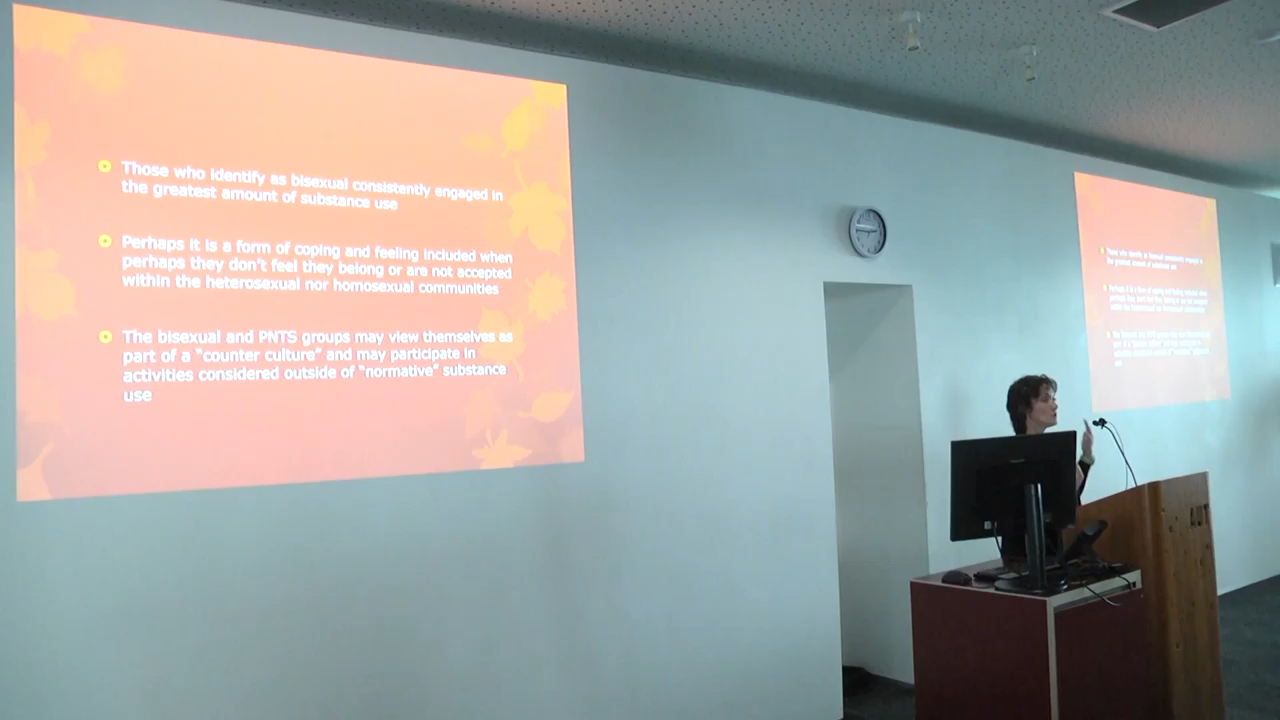 Those who identify as bisexual consistently engaged in
the greatest amount of substance use
Perhaps it is a form of coping and feeling included when
perhaps they don't feel they belong or are not accepted
within the heterosexual nor homosexual communities
The bisexual and PNTS groups may view themselves as
part of a “counter culture” and may participate in
activities considered outside of “normative” substance
use